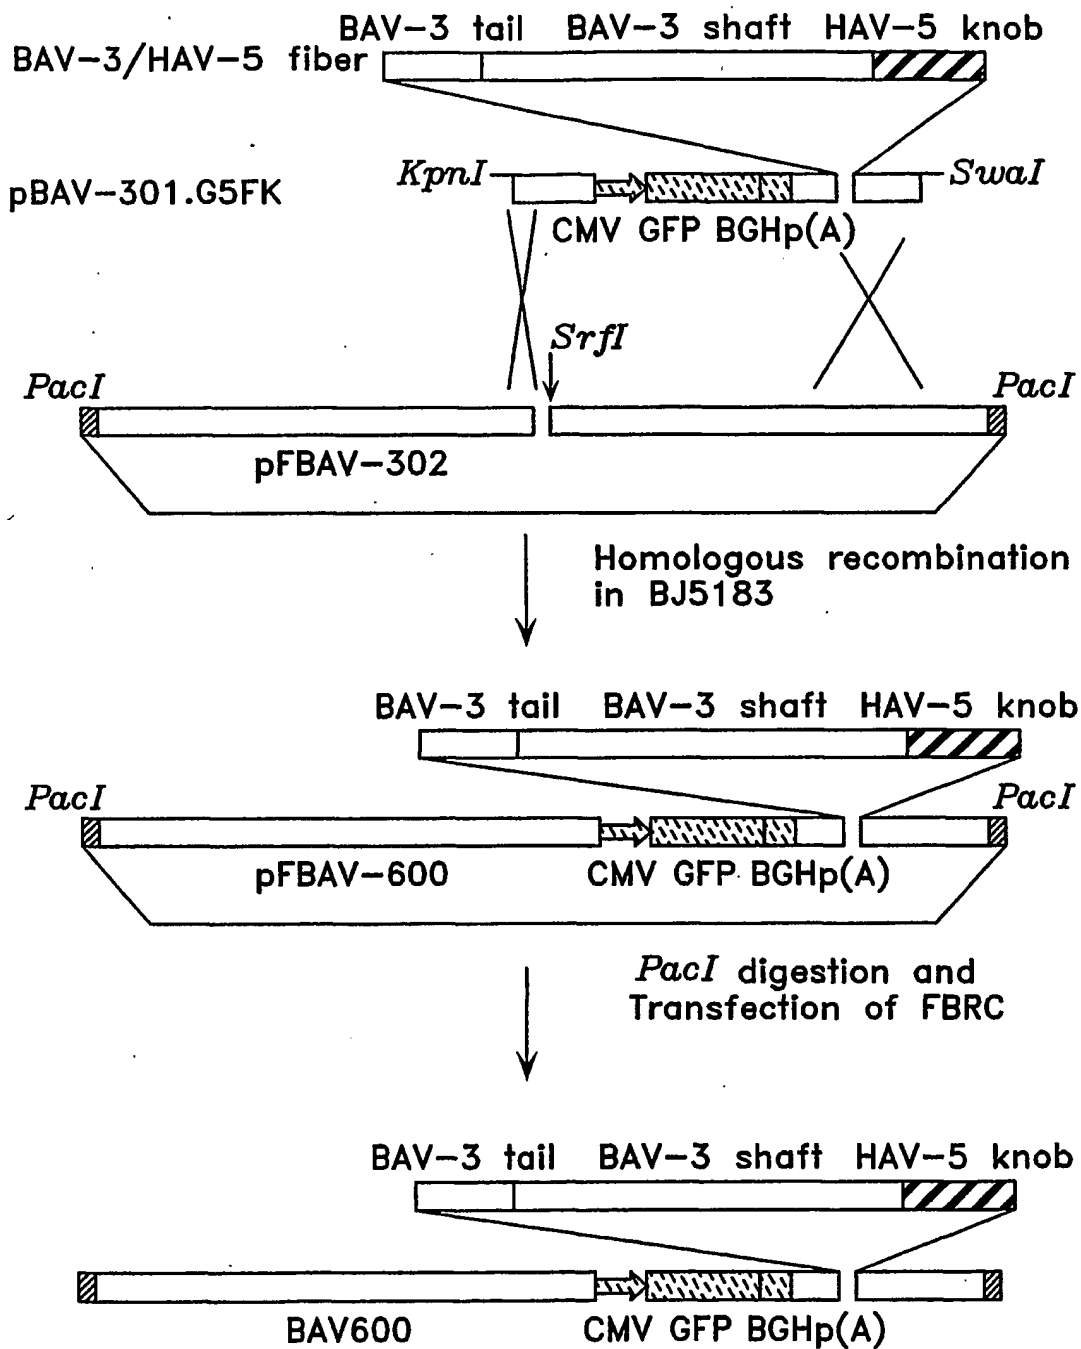 BAV-3 tail BAV-3 shaft HAV-5 knob
BAV-3/HAV-5 fiber
pBAV-301.G5FK
KpnI
SwaI
CMV GFP BGHp(A)
SrfI
PacI
PacI
pFBAV-302
Homologous recombination
in BJ5183
BAV-3 tail BAV-3 shaft HAV-5 knob
PacI
PacI
pFBAV-600
CMV GFP BGHp(A)
PacI digestion and
Transfection of FBRC
BAV-3 tail BAV-3 shaft HAV-5 knob
BAV600
CMV GFP BGHp(A)